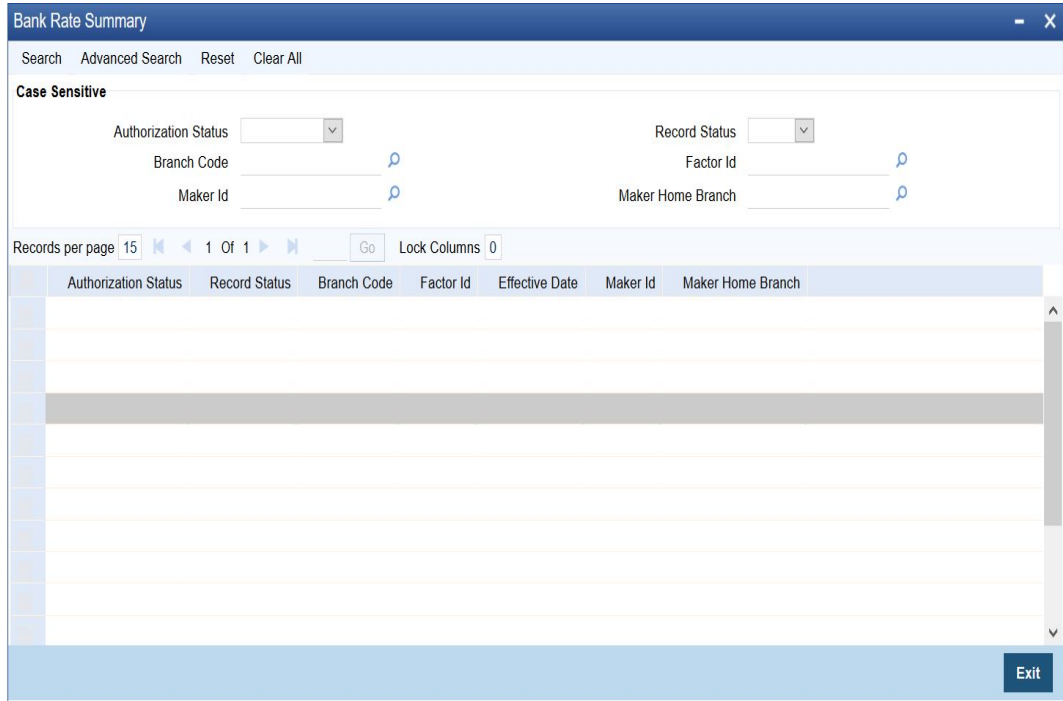 Bank Rate Summary
Search Advanced Search Reset Clear All
Case Sensitive
Authorization Status Record Status
Branch Code Factor Id
Maker Id Maker Home Branch
Records per page 15 1 Of 1 Go Lock Columns 0
Authorization Status Record Status Branch Code Factor Id Effective Date Maker Id Maker Home Branch
Exit